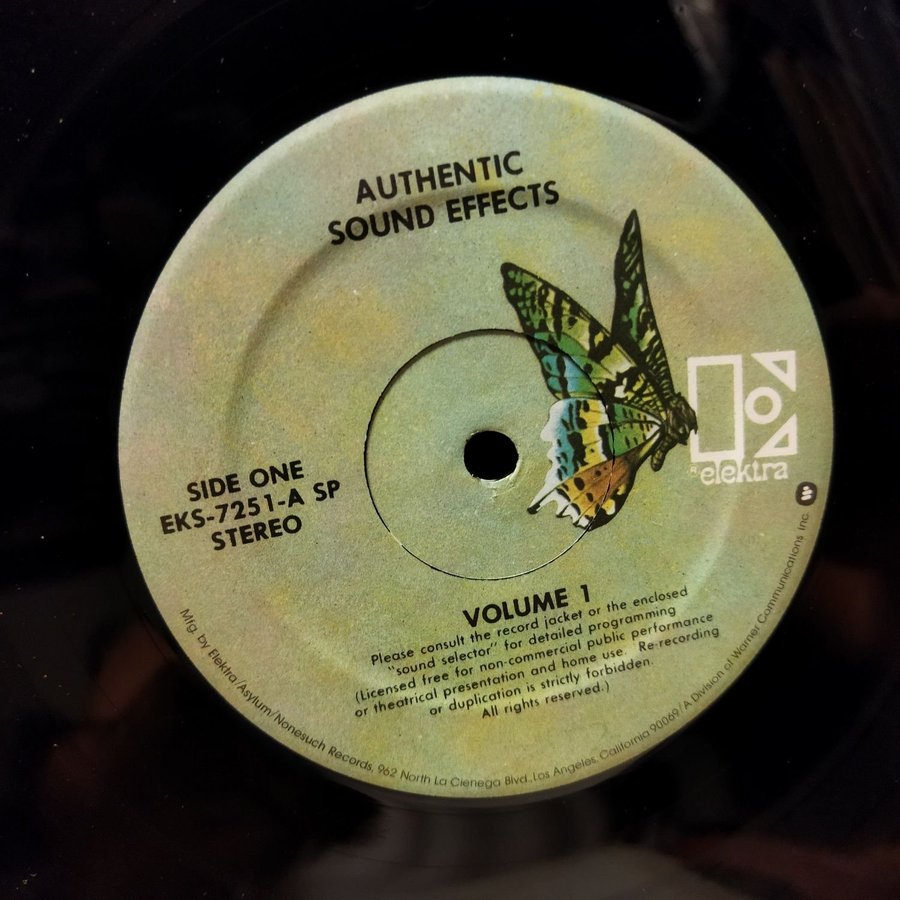 AUTHENTIC
SOUND EFFECTS
elektra
SIDE ONE
EKS-7251-A SP
STEREO
VOLUME 1
Please consult the record jacket or the enclosed
"sound selector" for detailed programming
(Licensed free for non-commercial public performance
or theatrical presentation and home use. Re-recording
or duplication is strictly forbidden.
All rights reserved.)
Mfg. by Elektra/Asylum/Nonesuch Records, 962 North La Cienega Blvd., Los Angeles, California 90069/A Division of Warner Communications Inc.